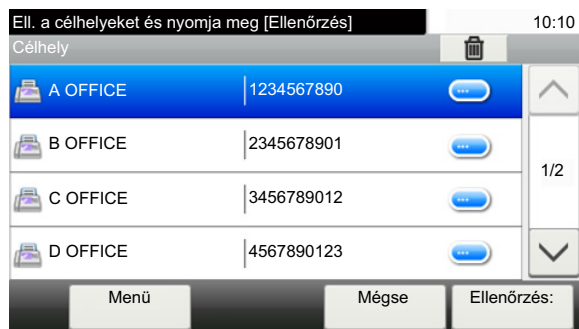 Ell. a célhelyeket és nyomja meg [Ellenőrzés] 10:10
Célhely
A OFFICE 1234567890
B OFFICE 2345678901
1/2
C OFFICE 3456789012
D OFFICE 4567890123
Menü Mégse Ellenőrzés: